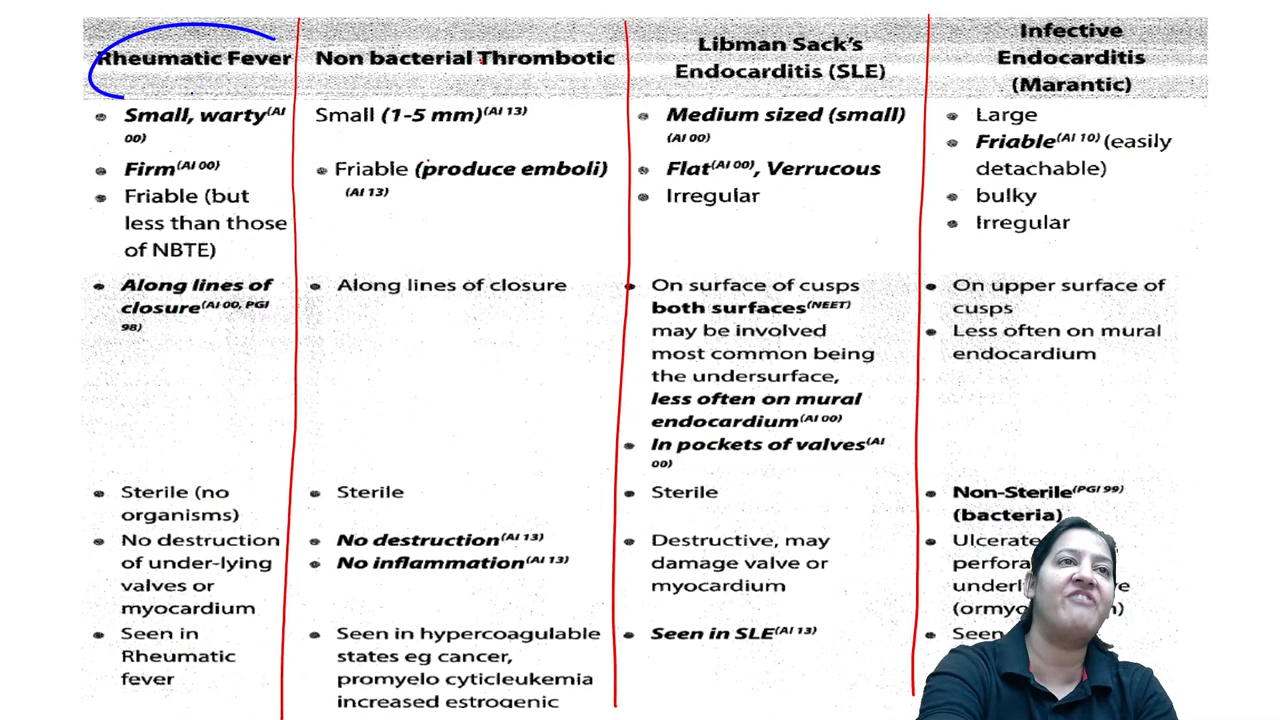 Rheumatic Fever
Small, warty(AI
00)
Firm(AI 00)
Friable (but
less than those
of NBTE)
Along lines of
closure(AI 00, PGI
98)
Sterile (no
organisms)
No destruction
of under-lying
valves or
myocardium
Seen in
Rheumatic
fever
Non bacterial Thrombotic
Small (1-5 mm)(AI 13)
Friable (produce emboli)
(AI 13)
Along lines of closure
Sterile
No destruction(AI 13)
No inflammation(AI 13)
Seen in hypercoagulable
states eg cancer,
promyelo cyticleukemia
increased estrogenic
Libman Sack's
Endocarditis (SLE)
Medium sized (small)
(AI 00)
Flat(AI 00), Verrucous
Irregular
On surface of cusps
both surfaces(NEET)
may be involved
most common being
the undersurface,
less often on mural
endocardium(AI 00)
In pockets of valves(AI
00)
Sterile
Destructive, may
damage valve or
myocardium
Seen in SLE(AI 13)
Infective
Endocarditis
(Marantic)
Large
Friable(AI 10) (easily
detachable)
bulky
Irregular
On upper surface of
cusps
Less often on mural
endocardium
Non-Sterile(PGI 99)
(bacteria)
Seen